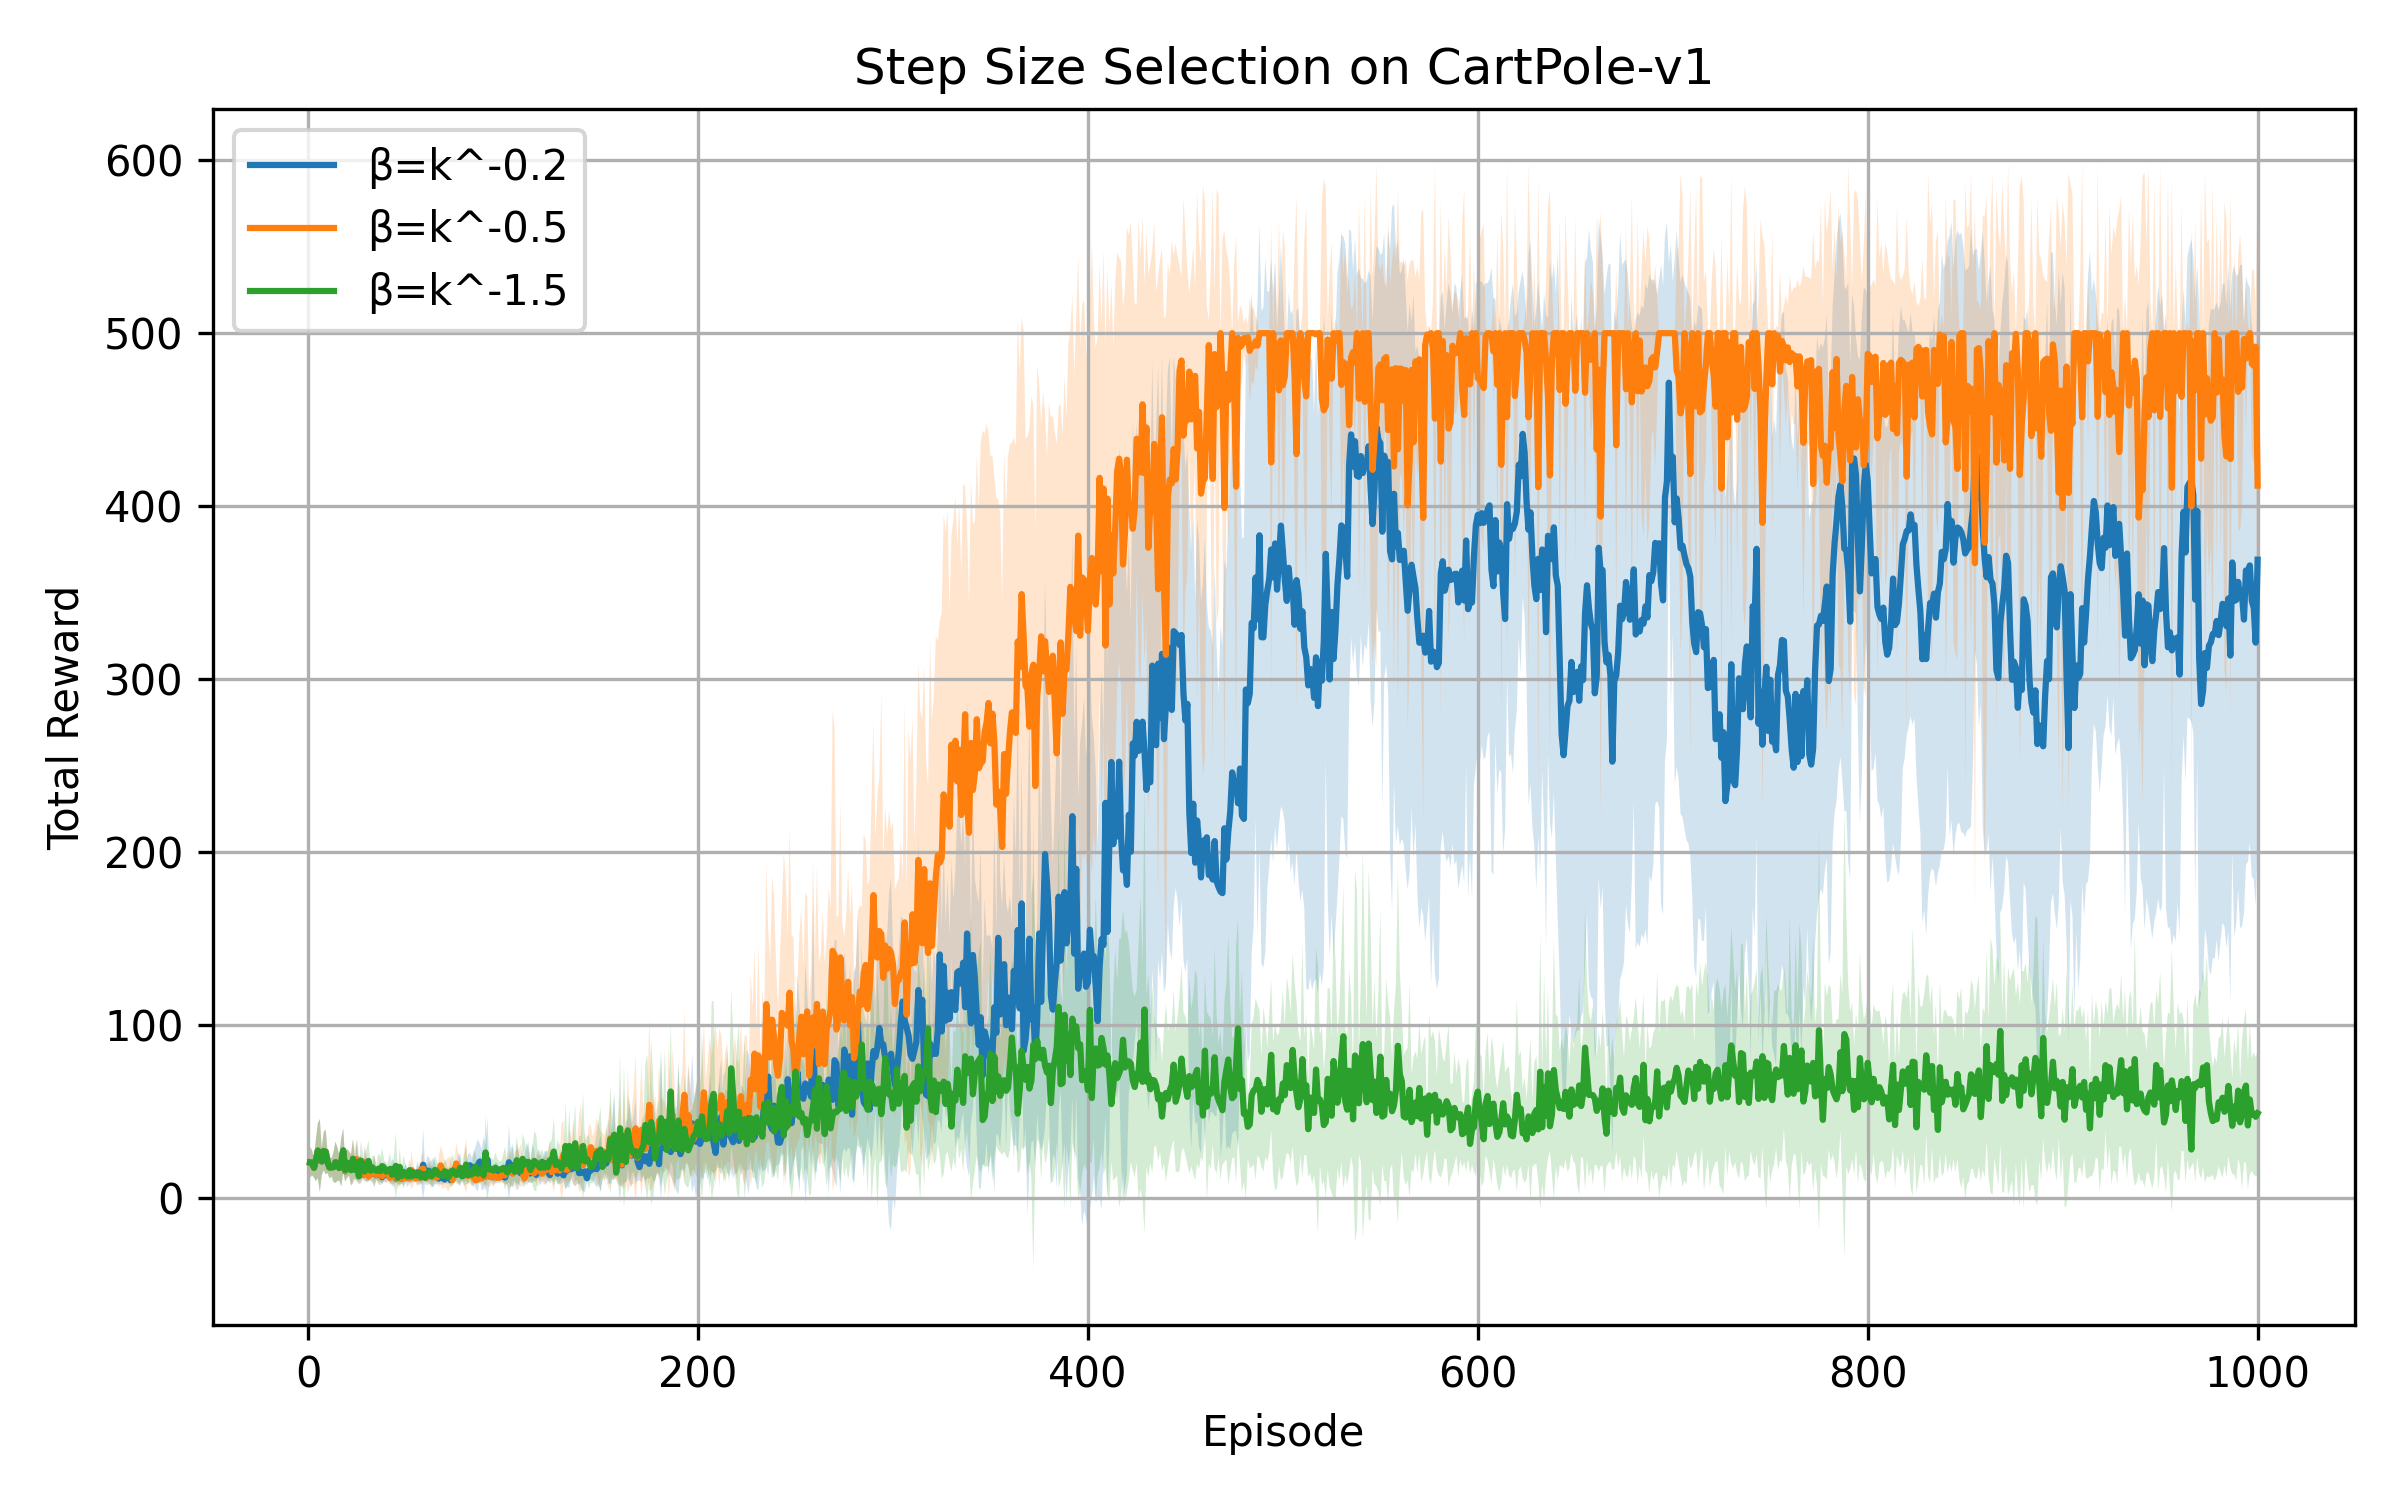 Step Size Selection on CartPole-v1
β=k^-0.2
β=k^-0.5
β=k^-1.5
600
500
400
300
200
100
0
Total Reward
0 200 400 600 800 1000
Episode